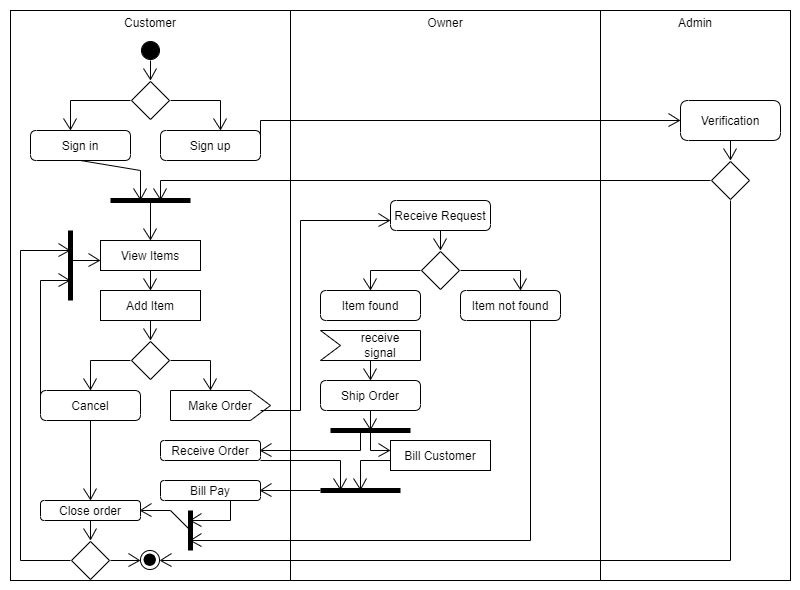 Customer
Owner
Admin
Sign in
Sign up
Verification
Receive Request
View Items
Add Item
Item found
Item not found
receive
signal
Cancel
Make Order
Ship Order
Receive Order
Bill Customer
Bill Pay
Close order